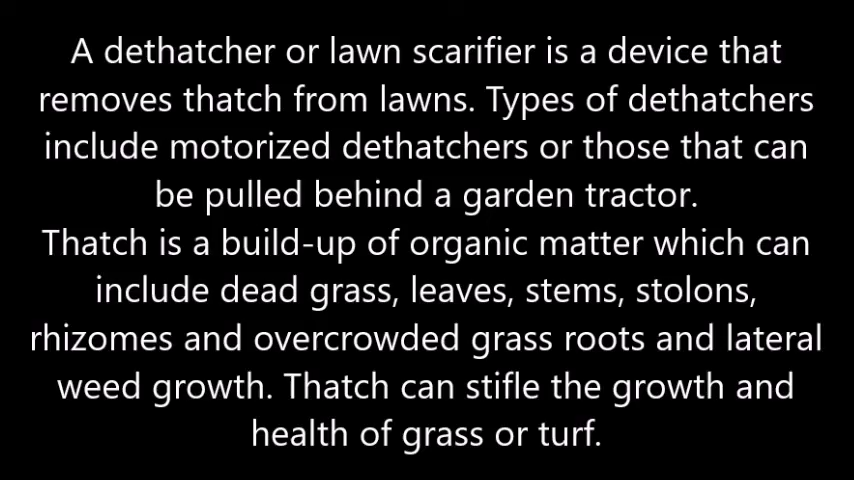 A dethatcher or lawn scarifier is a device that
removes thatch from lawns. Types of dethatchers
include motorized dethatchers or those that can
be pulled behind a garden tractor.
Thatch is a build-up of organic matter which can
include dead grass, leaves, stems, stolons,
rhizomes and overcrowded grass roots and lateral
weed growth. Thatch can stifle the growth and
health of grass or turf.